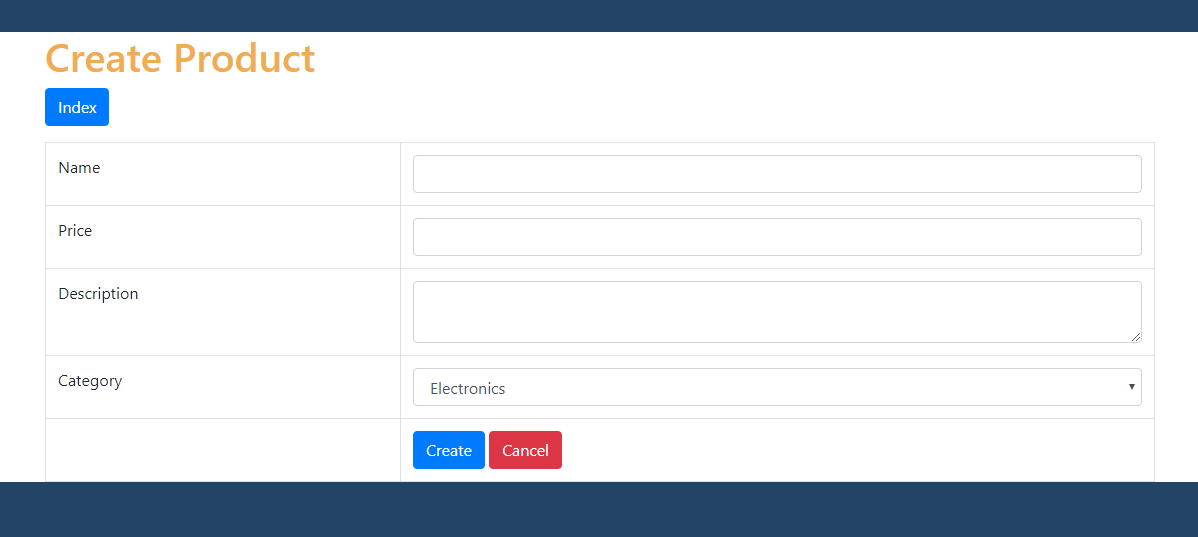 Create Product
Index
Name
Price
Description
Category
Electronics
Create Cancel